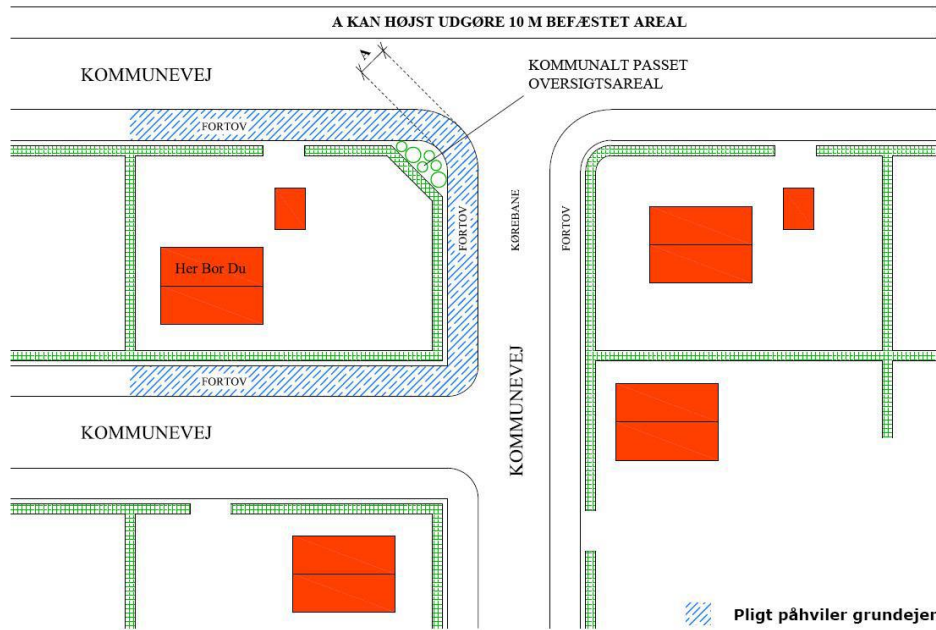 A KAN HØJST UDGØRE 10 M BEFÆSTET AREAL
A
KOMMUNEVEJ
KOMMUNALT PASSET
OVERSIGTSAREAL
FORTOV
FORTOV
KØREBANE
FORTOV
Her Bor Du
FORTOV
KOMMUNEVEJ
KOMMUNEVEJ
Pligt påhviler grundejer